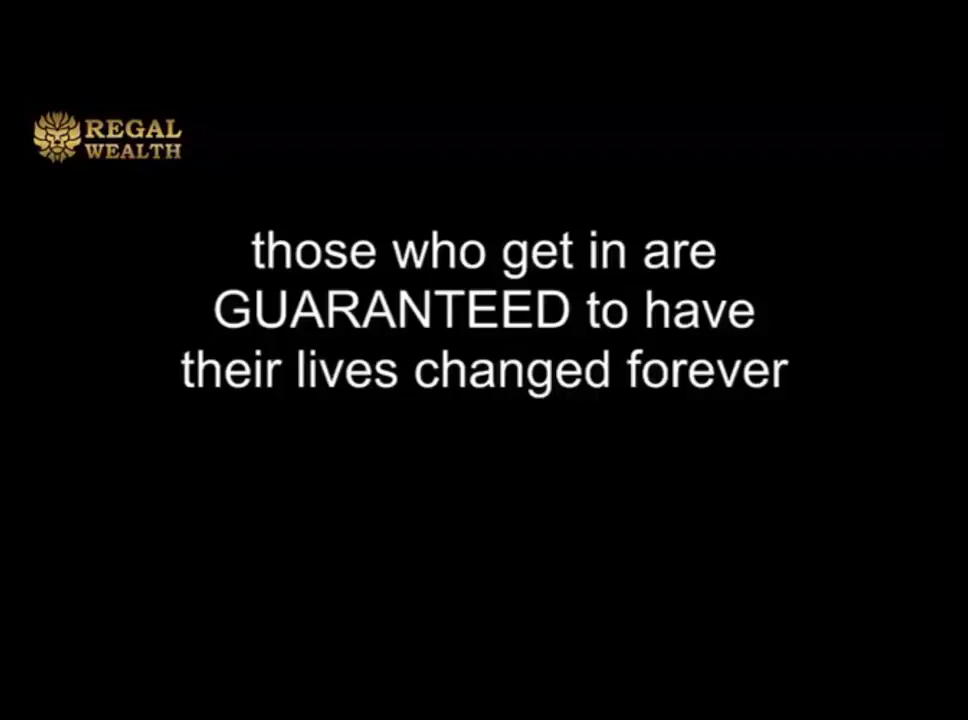 REGAL
WEALTH
those who get in are
GUARANTEED to have
their lives changed forever